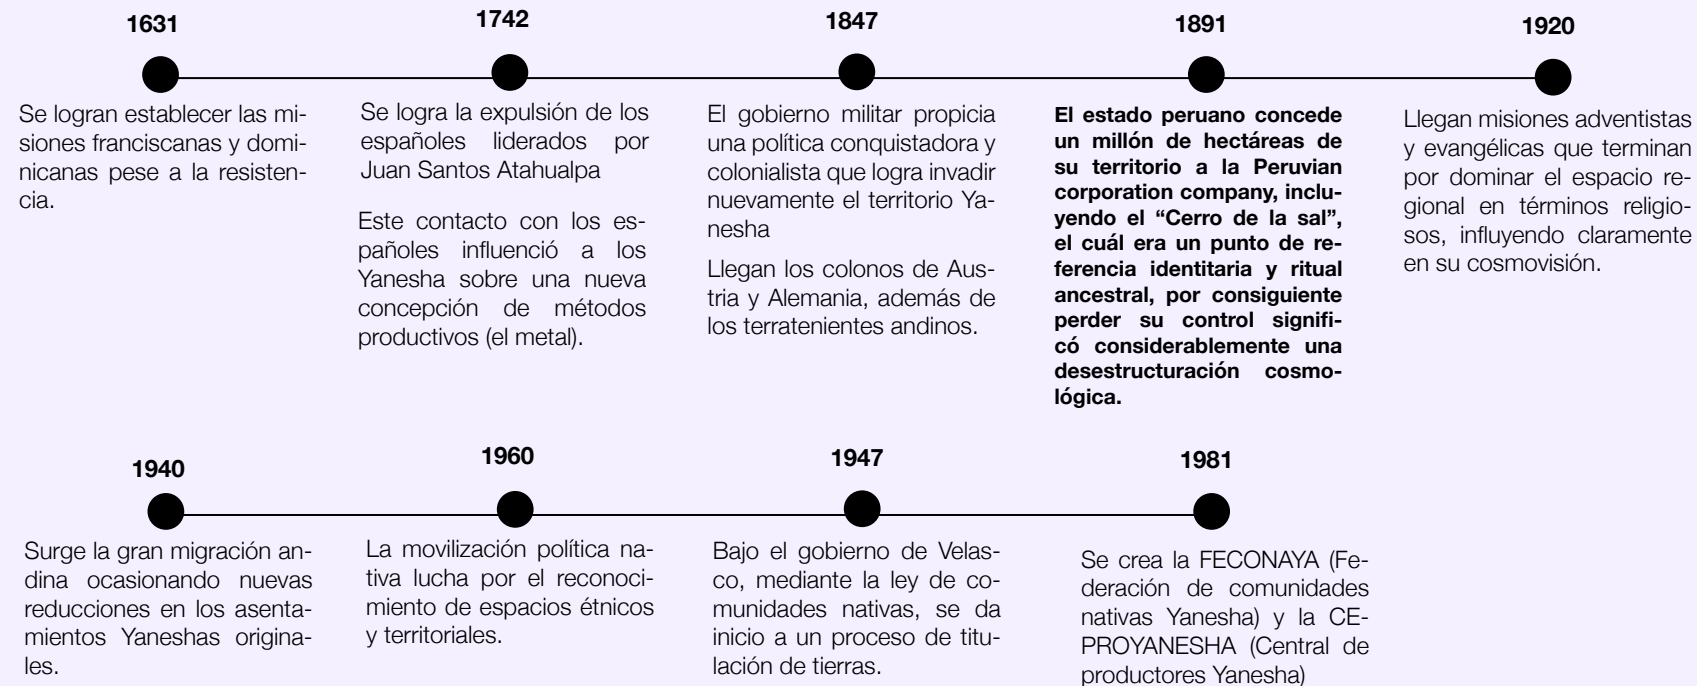 1631
Se logran establecer las mi-
siones franciscanas y domi-
nicanas pese a la resisten-
cia.
1742
Se logra la expulsión de los
españoles liderados por
Juan Santos Atahualpa
Este contacto con los es-
pañoles influenció a los
Yanesha sobre una nueva
concepción de métodos
productivos (el metal).
1847
El gobierno militar propicia
una política conquistadora y
colonialista que logra invadir
nuevamente el territorio Ya-
nesha
Llegan los colonos de Aus-
tria y Alemania, además de
los terratenientes andinos.
1891
El estado peruano concede
un millón de hectáreas de
su territorio a la Peruvian
corporation company, inclu-
yendo el “Cerro de la sal”,
el cuál era un punto de re-
ferencia identitaria y ritual
ancestral, por consiguiente
perder su control signifi-
có considerablemente una
desestructuración cosmo-
lógica.
1920
Llegan misiones adventistas
y evangélicas que terminan
por dominar el espacio re-
gional en términos religio-
sos, influyendo claramente
en su cosmovisión.
1940
Surge la gran migración an-
dina ocasionando nuevas
reducciones en los asenta-
mientos Yaneshas origina-
les.
1960
La movilización política na-
tiva lucha por el reconoci-
miento de espacios étnicos
y territoriales.
1947
Bajo el gobierno de Velas-
co, mediante la ley de co-
munidades nativas, se da
inicio a un proceso de titu-
lación de tierras.
1981
Se crea la FECONAYA (Fe-
deración de comunidades
nativas Yanesha) y la CE-
PROYANESHA (Central de
productores Yanesha)